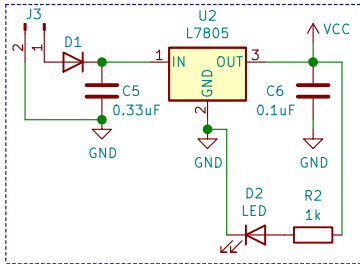 J3
2
1
D1
C5
0.33uF
GND
U2
L7805
1
IN
OUT
3
GND
2
GND
VCC
C6
0.1uF
GND
D2
LED
R2
1k